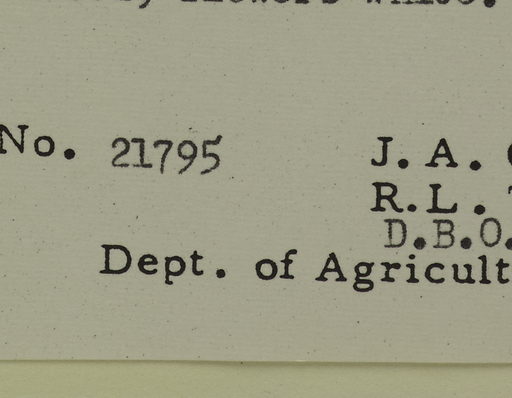 No. 21795 J. A.
R. L.
D.B.O.
Dept. of Agricult